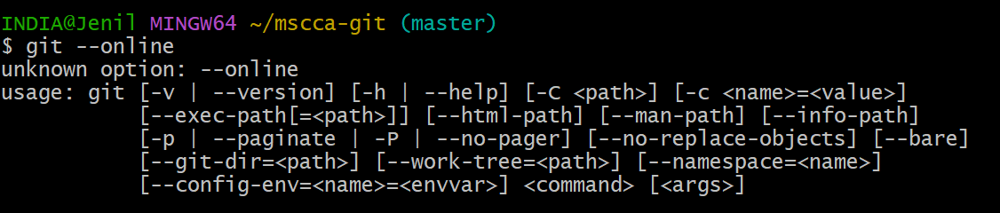 INDIA@Jenil MINGW64 ~/mscca-git (master)
$ git --online
unknown option: --online
usage: git [-v | --version] [-h | --help] [-C <path>] [-c <name>=<value>]
           [--exec-path[=<path>]] [--html-path] [--man-path] [--info-path]
           [-p | --paginate | -P | --no-pager] [--no-replace-objects] [--bare]
           [--git-dir=<path>] [--work-tree=<path>] [--namespace=<name>]
           [--config-env=<name>=<envvar>] <command> [<args>]